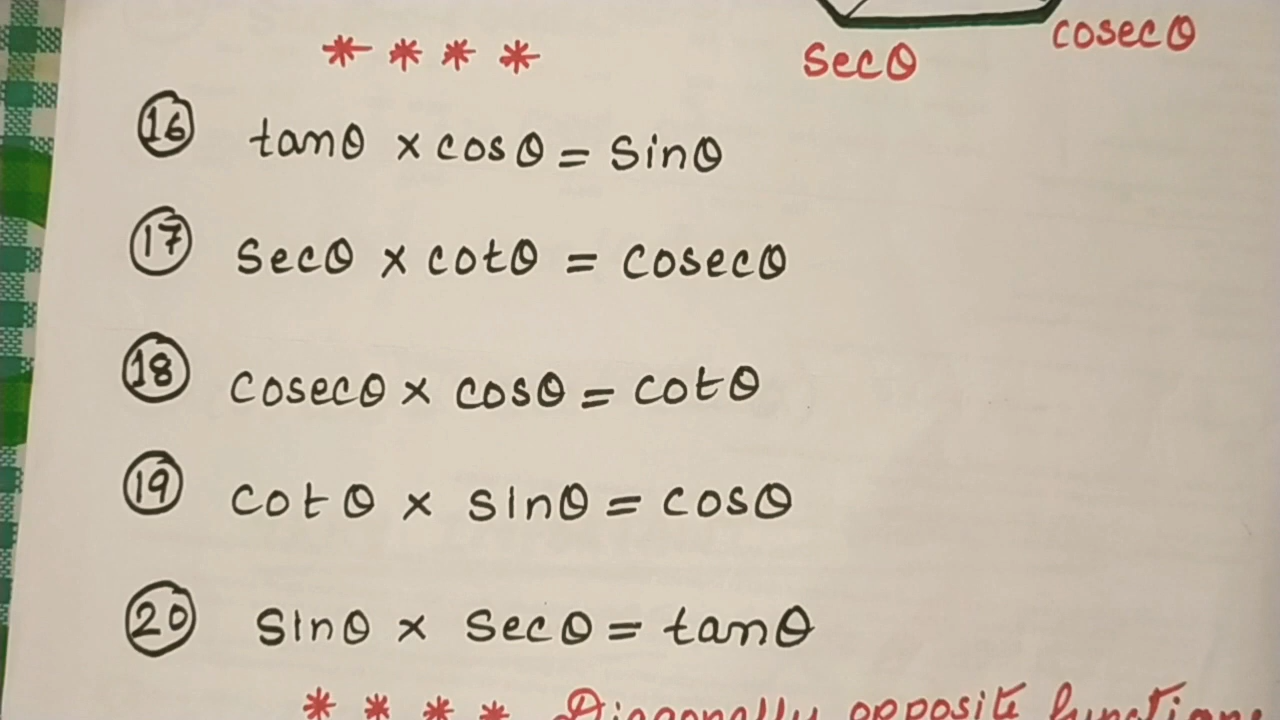 cosecθ
secθ
****
16 tanθ × cosθ = sinθ
17 secθ × cotθ = cosecθ
18 cosecθ × cosθ = cotθ
19 cotθ × sinθ = cosθ
20 sinθ × secθ = tanθ
**** Diagonally opposite functions